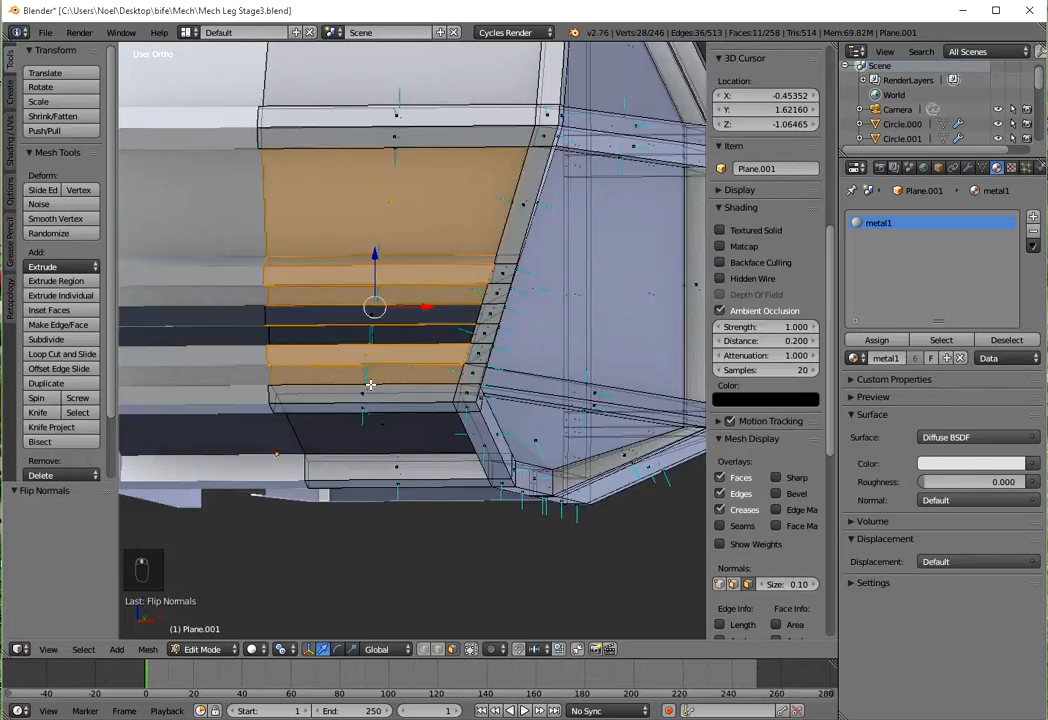 Blender* [C:\Users\Noel\Desktop\bife\Mech\Mech Leg Stage3.blend]
File Render Window Help Default Scene Cycles Render v2.76 | Verts:28/246 | Edges:36/513 | Faces:11/258 | Tris:514 | Mem:69.82M | Plane.001
Tools
Create
Shading / UVs
Options
Grease Pencil
Retopology
Transform
Translate
Rotate
Scale
Shrink/Fatten
Push/Pull
Mesh Tools
Deform:
Slide Ed Vertex
Noise
Smooth Vertex
Randomize
Add:
Extrude
Extrude Region
Extrude Individual
Inset Faces
Make Edge/Face
Subdivide
Loop Cut and Slide
Offset Edge Slide
Duplicate
Spin Screw
Knife Select
Knife Project
Bisect
Remove:
Delete
Flip Normals
User Ortho
Last: Flip Normals
(1) Plane.001
3D Cursor
Location:
X: -0.45352
Y: 1.62160
Z: -1.06465
Item
Plane.001
Display
Shading
Textured Solid
Matcap
Backface Culling
Hidden Wire
Depth Of Field
Ambient Occlusion
Strength: 1.000
Distance: 0.200
Attenuation: 1.000
Samples: 20
Color:
Motion Tracking
Mesh Display
Overlays:
Faces Sharp
Edges Bevel
Creases Edge Ma
Seams Face Ma
Show Weights
Normals:
Size: 0.10
Edge Info: Face Info:
Length Area
View Search All Scenes
Scene
RenderLayers
World
Camera
Circle.000
Circle.001
Plane.001 metal1
metal1
Assign Select Deselect
metal1 6 F Data
Custom Properties
Preview
Surface
Surface: Diffuse BSDF
Color:
Roughness: 0.000
Normal: Default
Volume
Displacement
Displacement: Default
Settings
View Select Add Mesh Edit Mode Global
-40 -20 0 20 40 60 80 100 120 140 160 180 200 220 240 260 280
View Marker Frame Playback Start: 1 End: 250 1 No Sync